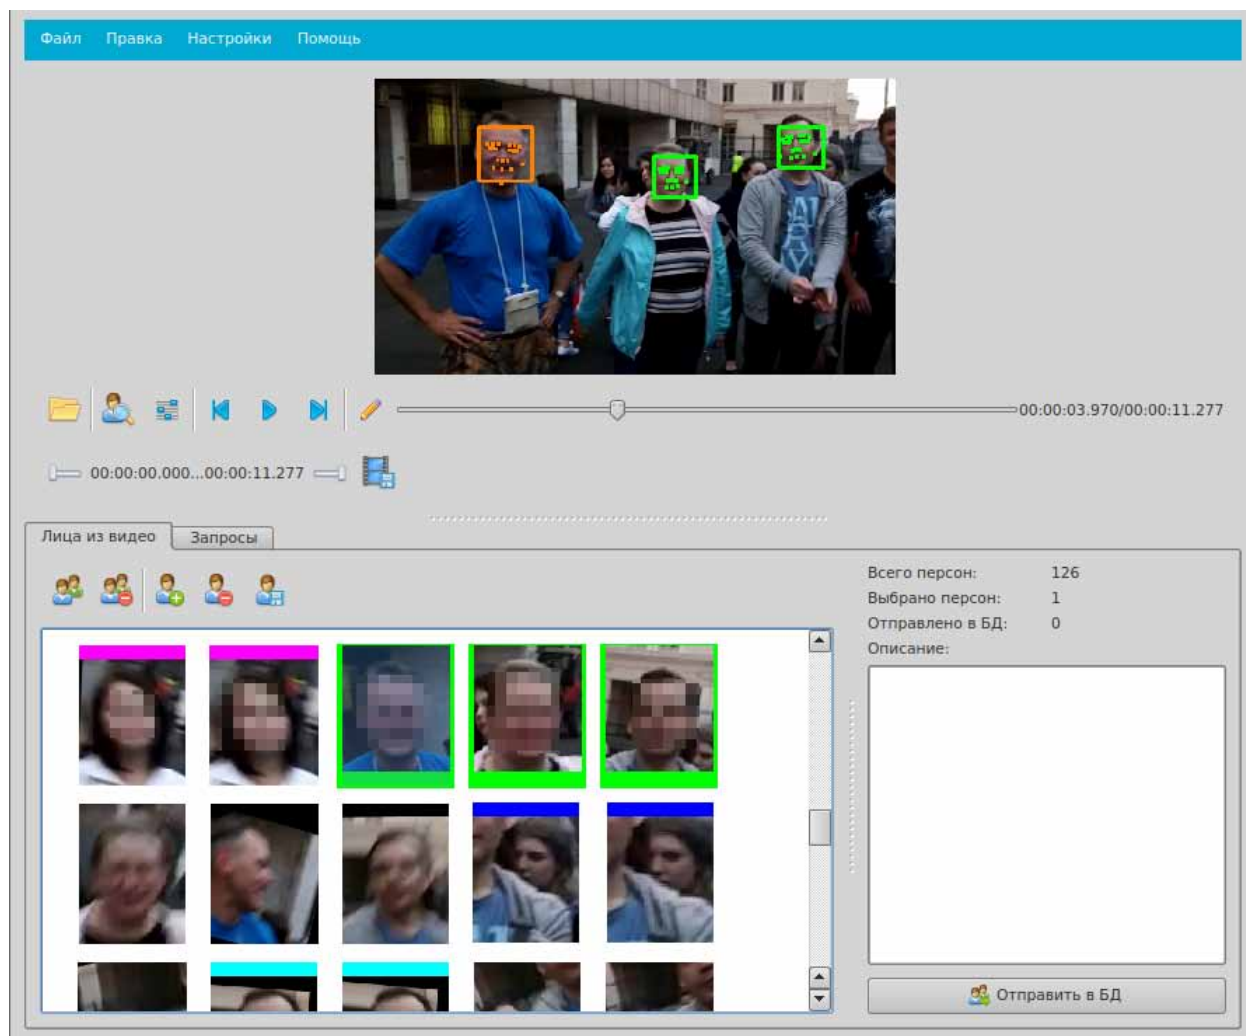 Файл Правка Настройки Помощь
00:00:03.970/00:00:11.277
00:00:00.000...00:00:11.277
Лица из видео Запросы
Всего персон: 126
Выбрано персон: 1
Отправлено в БД: 0
Описание:
Отправить в БД